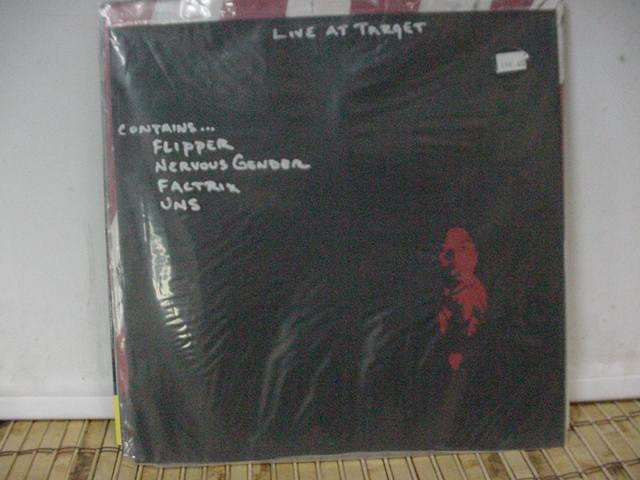 LIVE AT TARGET
CONTAINS...
FLIPPER
NERVOUS GENDER
FACTRIX
UNS